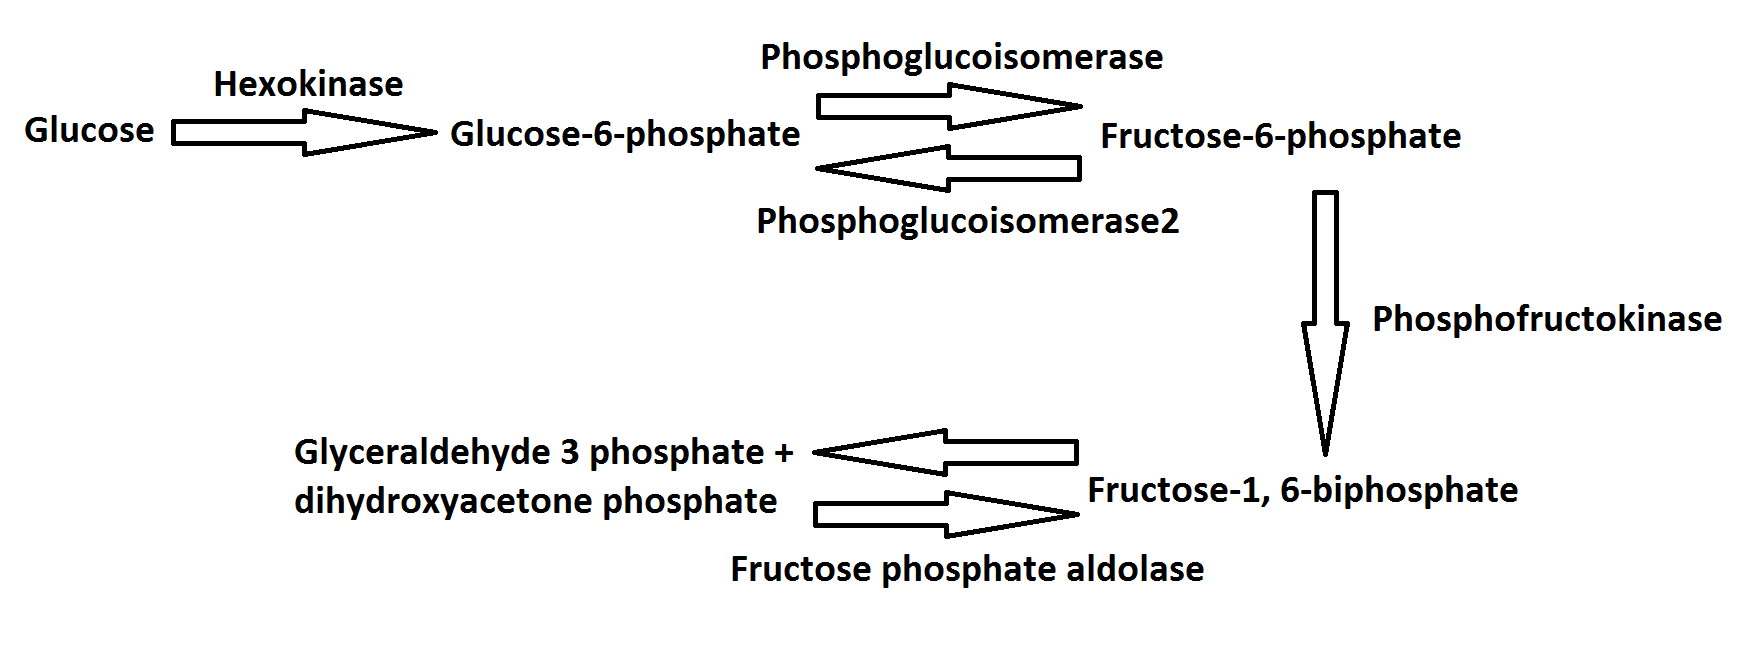 Phosphoglucoisomerase
Hexokinase
Glucose
Glucose-6-phosphate
Fructose-6-phosphate
Phosphoglucoisomerase2
Phosphofructokinase
Glyceraldehyde 3 phosphate +
dihydroxyacetone phosphate
Fructose-1, 6-biphosphate
Fructose phosphate aldolase